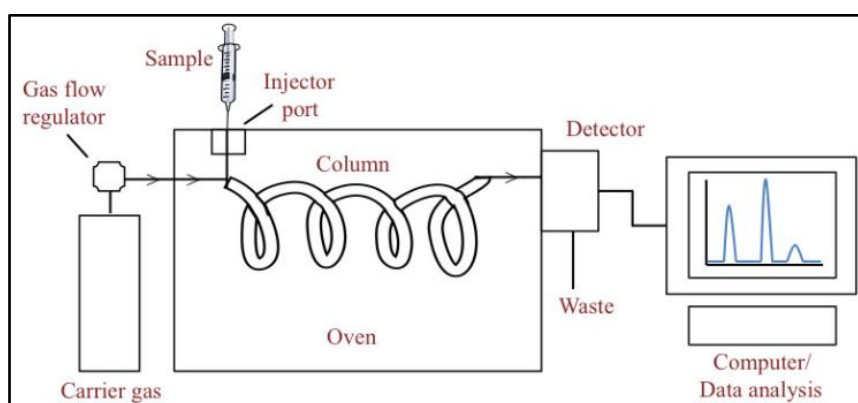 Sample
Gas flow
regulator
Injector
port
Column
Detector
Oven
Waste
Carrier gas
Computer/
Data analysis